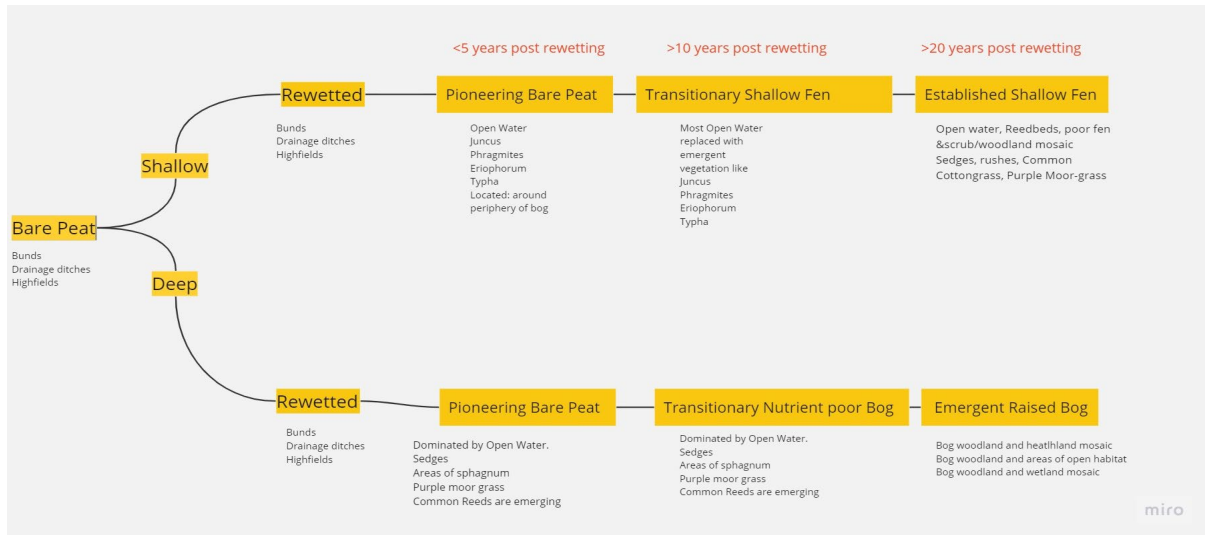 <5 years post rewetting
>10 years post rewetting
>20 years post rewetting
Rewetted
Pioneering Bare Peat
Transitionary Shallow Fen
Established Shallow Fen
Bunds
Drainage ditches
Highfields
Open Water
Juncus
Phragmites
Eriophorum
Typha
Located: around
periphery of bog
Most Open Water
replaced with
emergent
vegetation like
Juncus
Phragmites
Eriophorum
Typha
Open water, Reedbeds, poor fen
&scrub/woodland mosaic
Sedges, rushes, Common
Cottongrass, Purple Moor-grass
Shallow
Bare Peat
Bunds
Drainage ditches
Highfields
Deep
Rewetted
Pioneering Bare Peat
Transitionary Nutrient poor Bog
Emergent Raised Bog
Bunds
Drainage ditches
Highfields
Dominated by Open Water.
Sedges
Areas of sphagnum
Purple moor grass
Common Reeds are emerging
Dominated by Open Water.
Sedges
Areas of sphagnum
Purple moor grass
Common Reeds are emerging
Bog woodland and heatlhland mosaic
Bog woodland and areas of open habitat
Bog woodland and wetland mosaic
miro